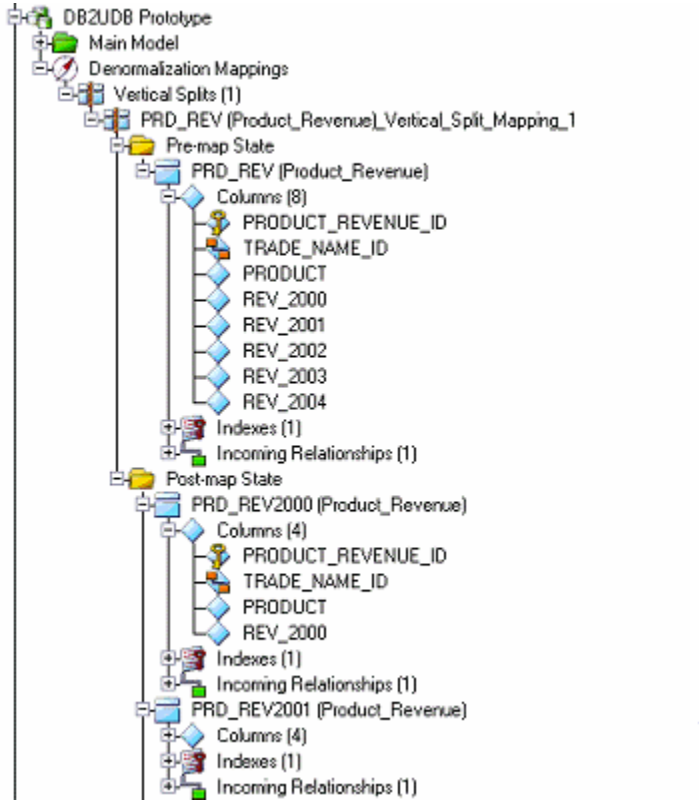 DB2UDB Prototype
Main Model
Denormalization Mappings
Vertical Splits (1)
PRD_REV (Product_Revenue)_Vertical_Split_Mapping_1
Pre-map State
PRD_REV (Product_Revenue)
Columns (8)
PRODUCT_REVENUE_ID
TRADE_NAME_ID
PRODUCT
REV_2000
REV_2001
REV_2002
REV_2003
REV_2004
Indexes (1)
Incoming Relationships (1)
Post-map State
PRD_REV2000 (Product_Revenue)
Columns (4)
PRODUCT_REVENUE_ID
TRADE_NAME_ID
PRODUCT
REV_2000
Indexes (1)
Incoming Relationships (1)
PRD_REV2001 (Product_Revenue)
Columns (4)
Indexes (1)
Incoming Relationships (1)